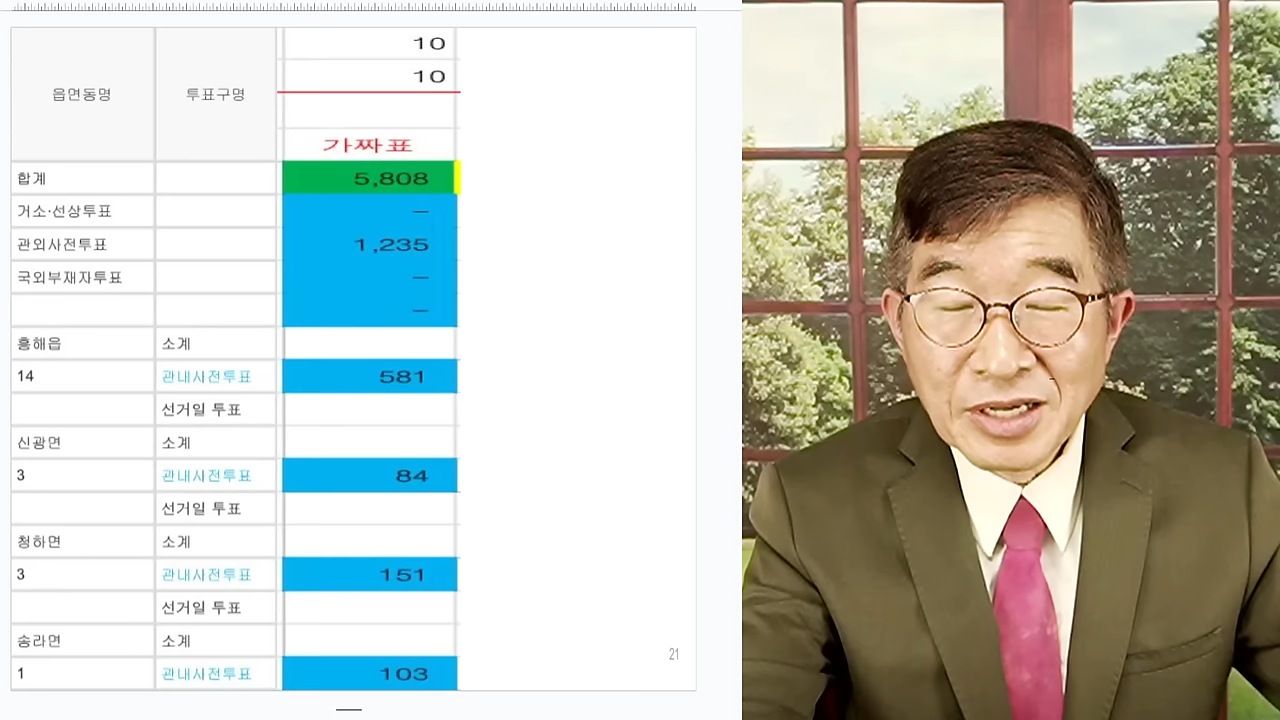 10
10
읍면동명 투표구명
가짜표
합계 5,808
거소·선상투표 –
관외사전투표 1,235
국외부재자투표 –
–
흥해읍 소계
14 관내사전투표 581
선거일 투표
신광면 소계
3 관내사전투표 84
선거일 투표
청하면 소계
3 관내사전투표 151
선거일 투표
송라면 소계
1 관내사전투표 103
21